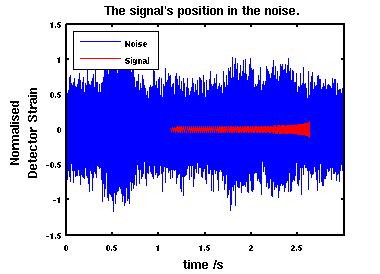 The signal's position in the noise.
1.5
Noise
Signal
1
0.5
0
-0.5
-1
-1.5
Normalised
Detector Strain
0 0.5 1 1.5 2 2.5
time /s